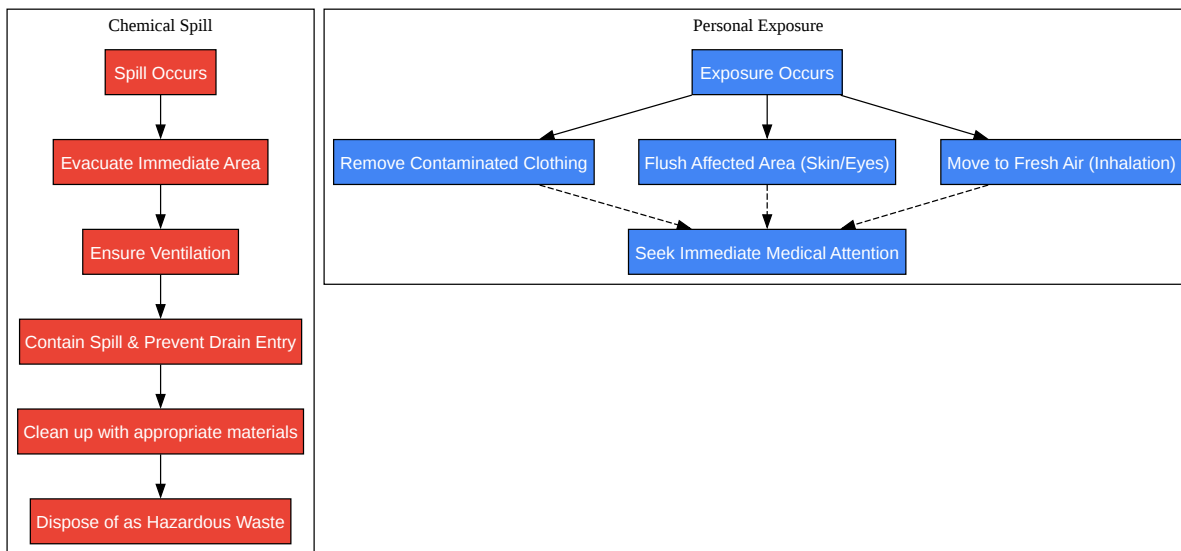 Chemical Spill
Spill Occurs
Evacuate Immediate Area
Ensure Ventilation
Contain Spill & Prevent Drain Entry
Clean up with appropriate materials
Dispose of as Hazardous Waste
Personal Exposure
Exposure Occurs
Remove Contaminated Clothing
Flush Affected Area (Skin/Eyes)
Move to Fresh Air (Inhalation)
Seek Immediate Medical Attention